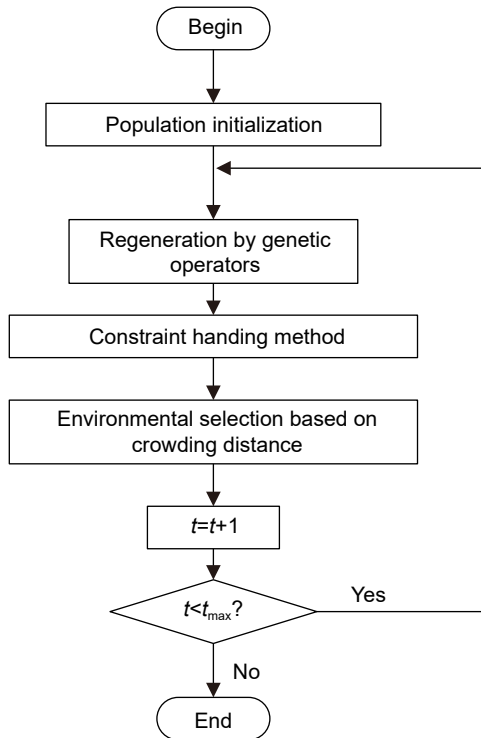 Begin
Population initialization
Regeneration by genetic
operators
Constraint handing method
Environmental selection based on
crowding distance
t=t+1
t<tmax?
Yes
No
End